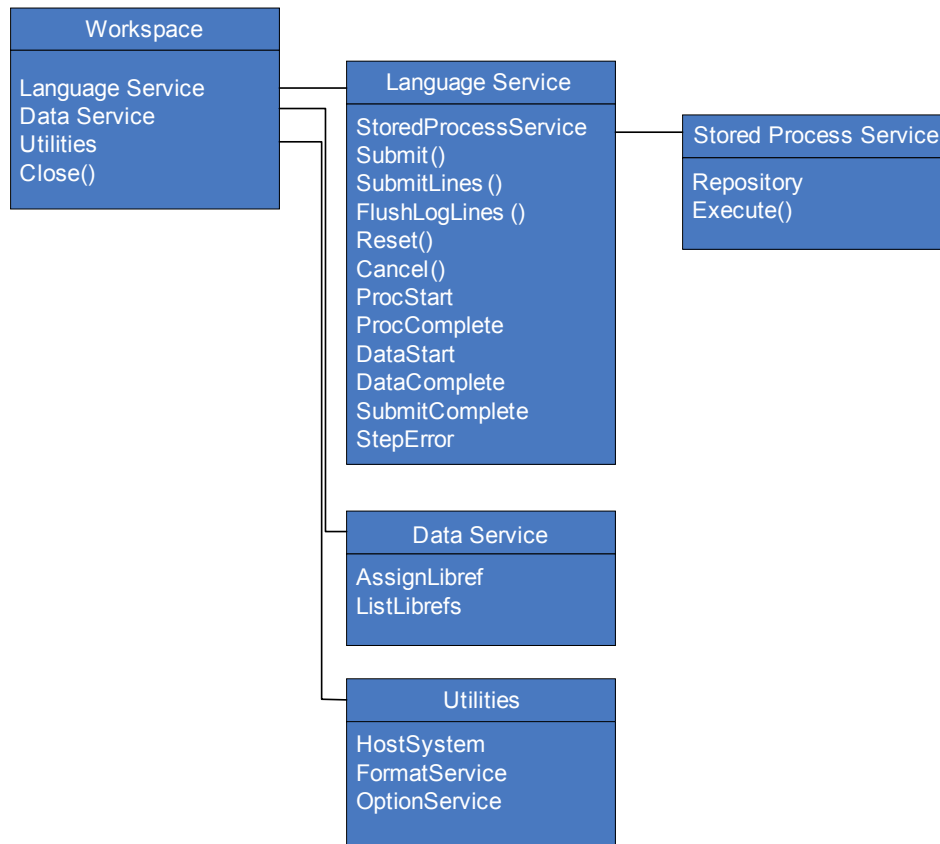 Workspace
Language Service
Data Service
Utilities
Close()
Language Service
StoredProcessService
Submit()
SubmitLines ()
FlushLogLines ()
Reset()
Cancel()
ProcStart
ProcComplete
DataStart
DataComplete
SubmitComplete
StepError
Stored Process Service
Repository
Execute()
Data Service
AssignLibref
ListLibrefs
Utilities
HostSystem
FormatService
OptionService